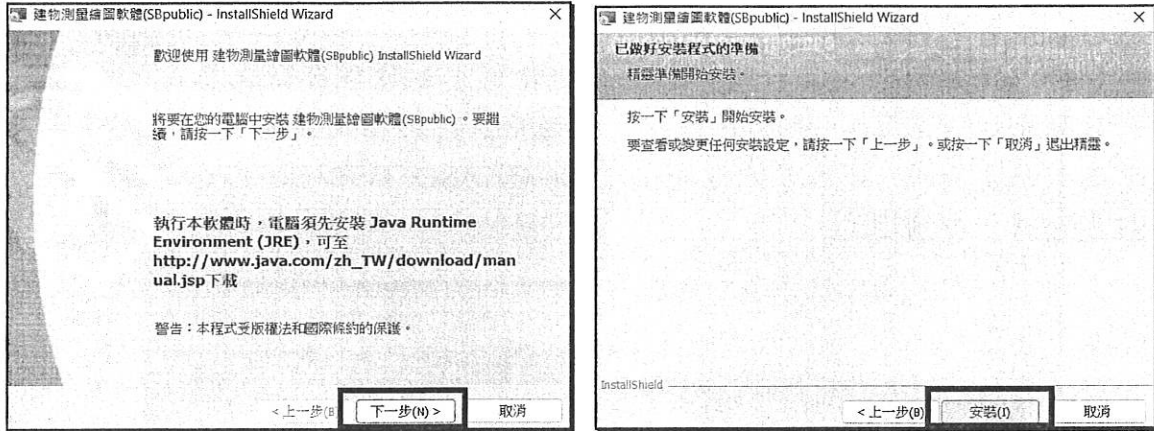 建物測量繪圖軟體(SBpublic) - InstallShield Wizard
歡迎使用 建物測量繪圖軟體(SBpublic) InstallShield Wizard
將要在您的電腦中安裝 建物測量繪圖軟體(SBpublic) 。要繼
續，請按一下「下一步」。
執行本軟體時，電腦須先安裝 Java Runtime
Environment (JRE)，可至
http://www.java.com/zh_TW/download/man
ual.jsp下載
警告：本程式受版權法和國際條約的保護。
< 上一步(B
下一步(N) >
取消
建物測量繪圖軟體(SBpublic) - InstallShield Wizard
已做好安裝程式的準備
精靈準備開始安裝。
按一下「安裝」開始安裝。
要查看或變更任何安裝設定，請按一下「上一步」。或按一下「取消」退出精靈。
InstallShield
< 上一步(B)
安裝(I)
取消